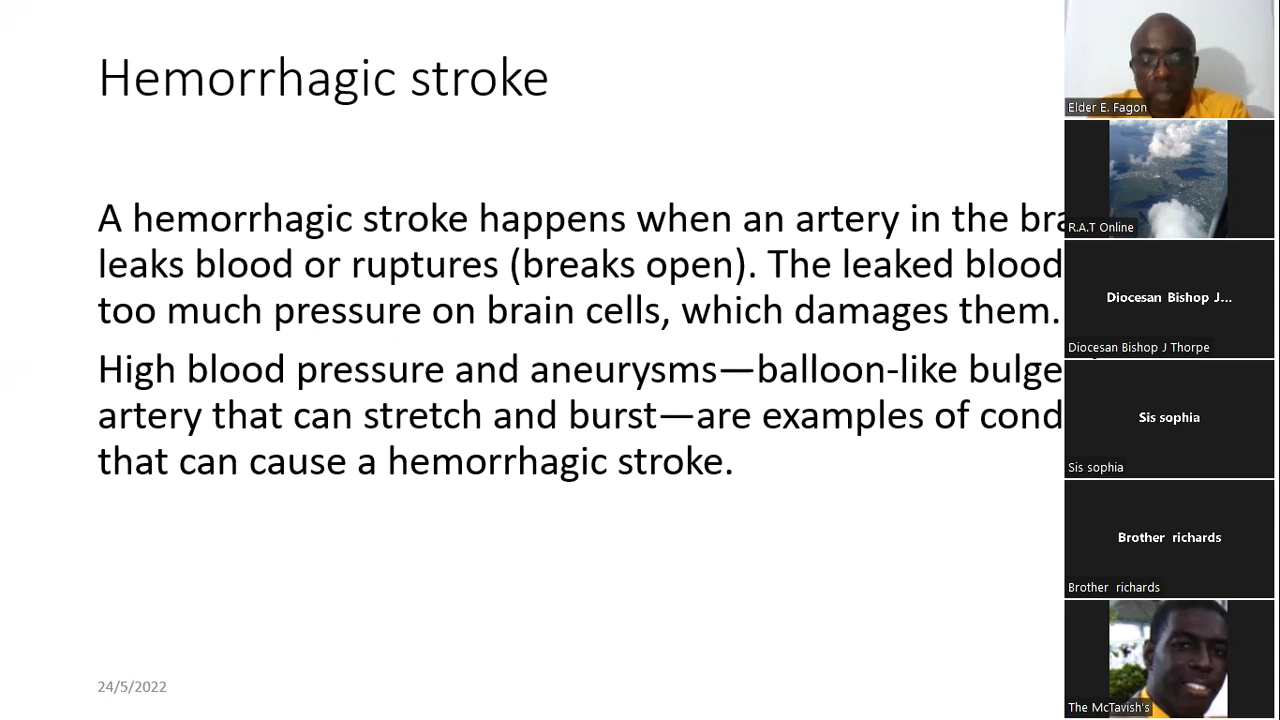 Hemorrhagic stroke
A hemorrhagic stroke happens when an artery in the
leaks blood or ruptures (breaks open). The leaked blood
too much pressure on brain cells, which damages them.
High blood pressure and aneurysms—balloon-like
artery that can stretch and burst—are examples of
that can cause a hemorrhagic stroke.
24/5/2022
Elder E. Fagon
R.A.T Online
Diocesan Bishop J...
Diocesan Bishop J Thorpe
Sis sophia
Sis sophia
Brother richards
Brother richards
The McTavish's